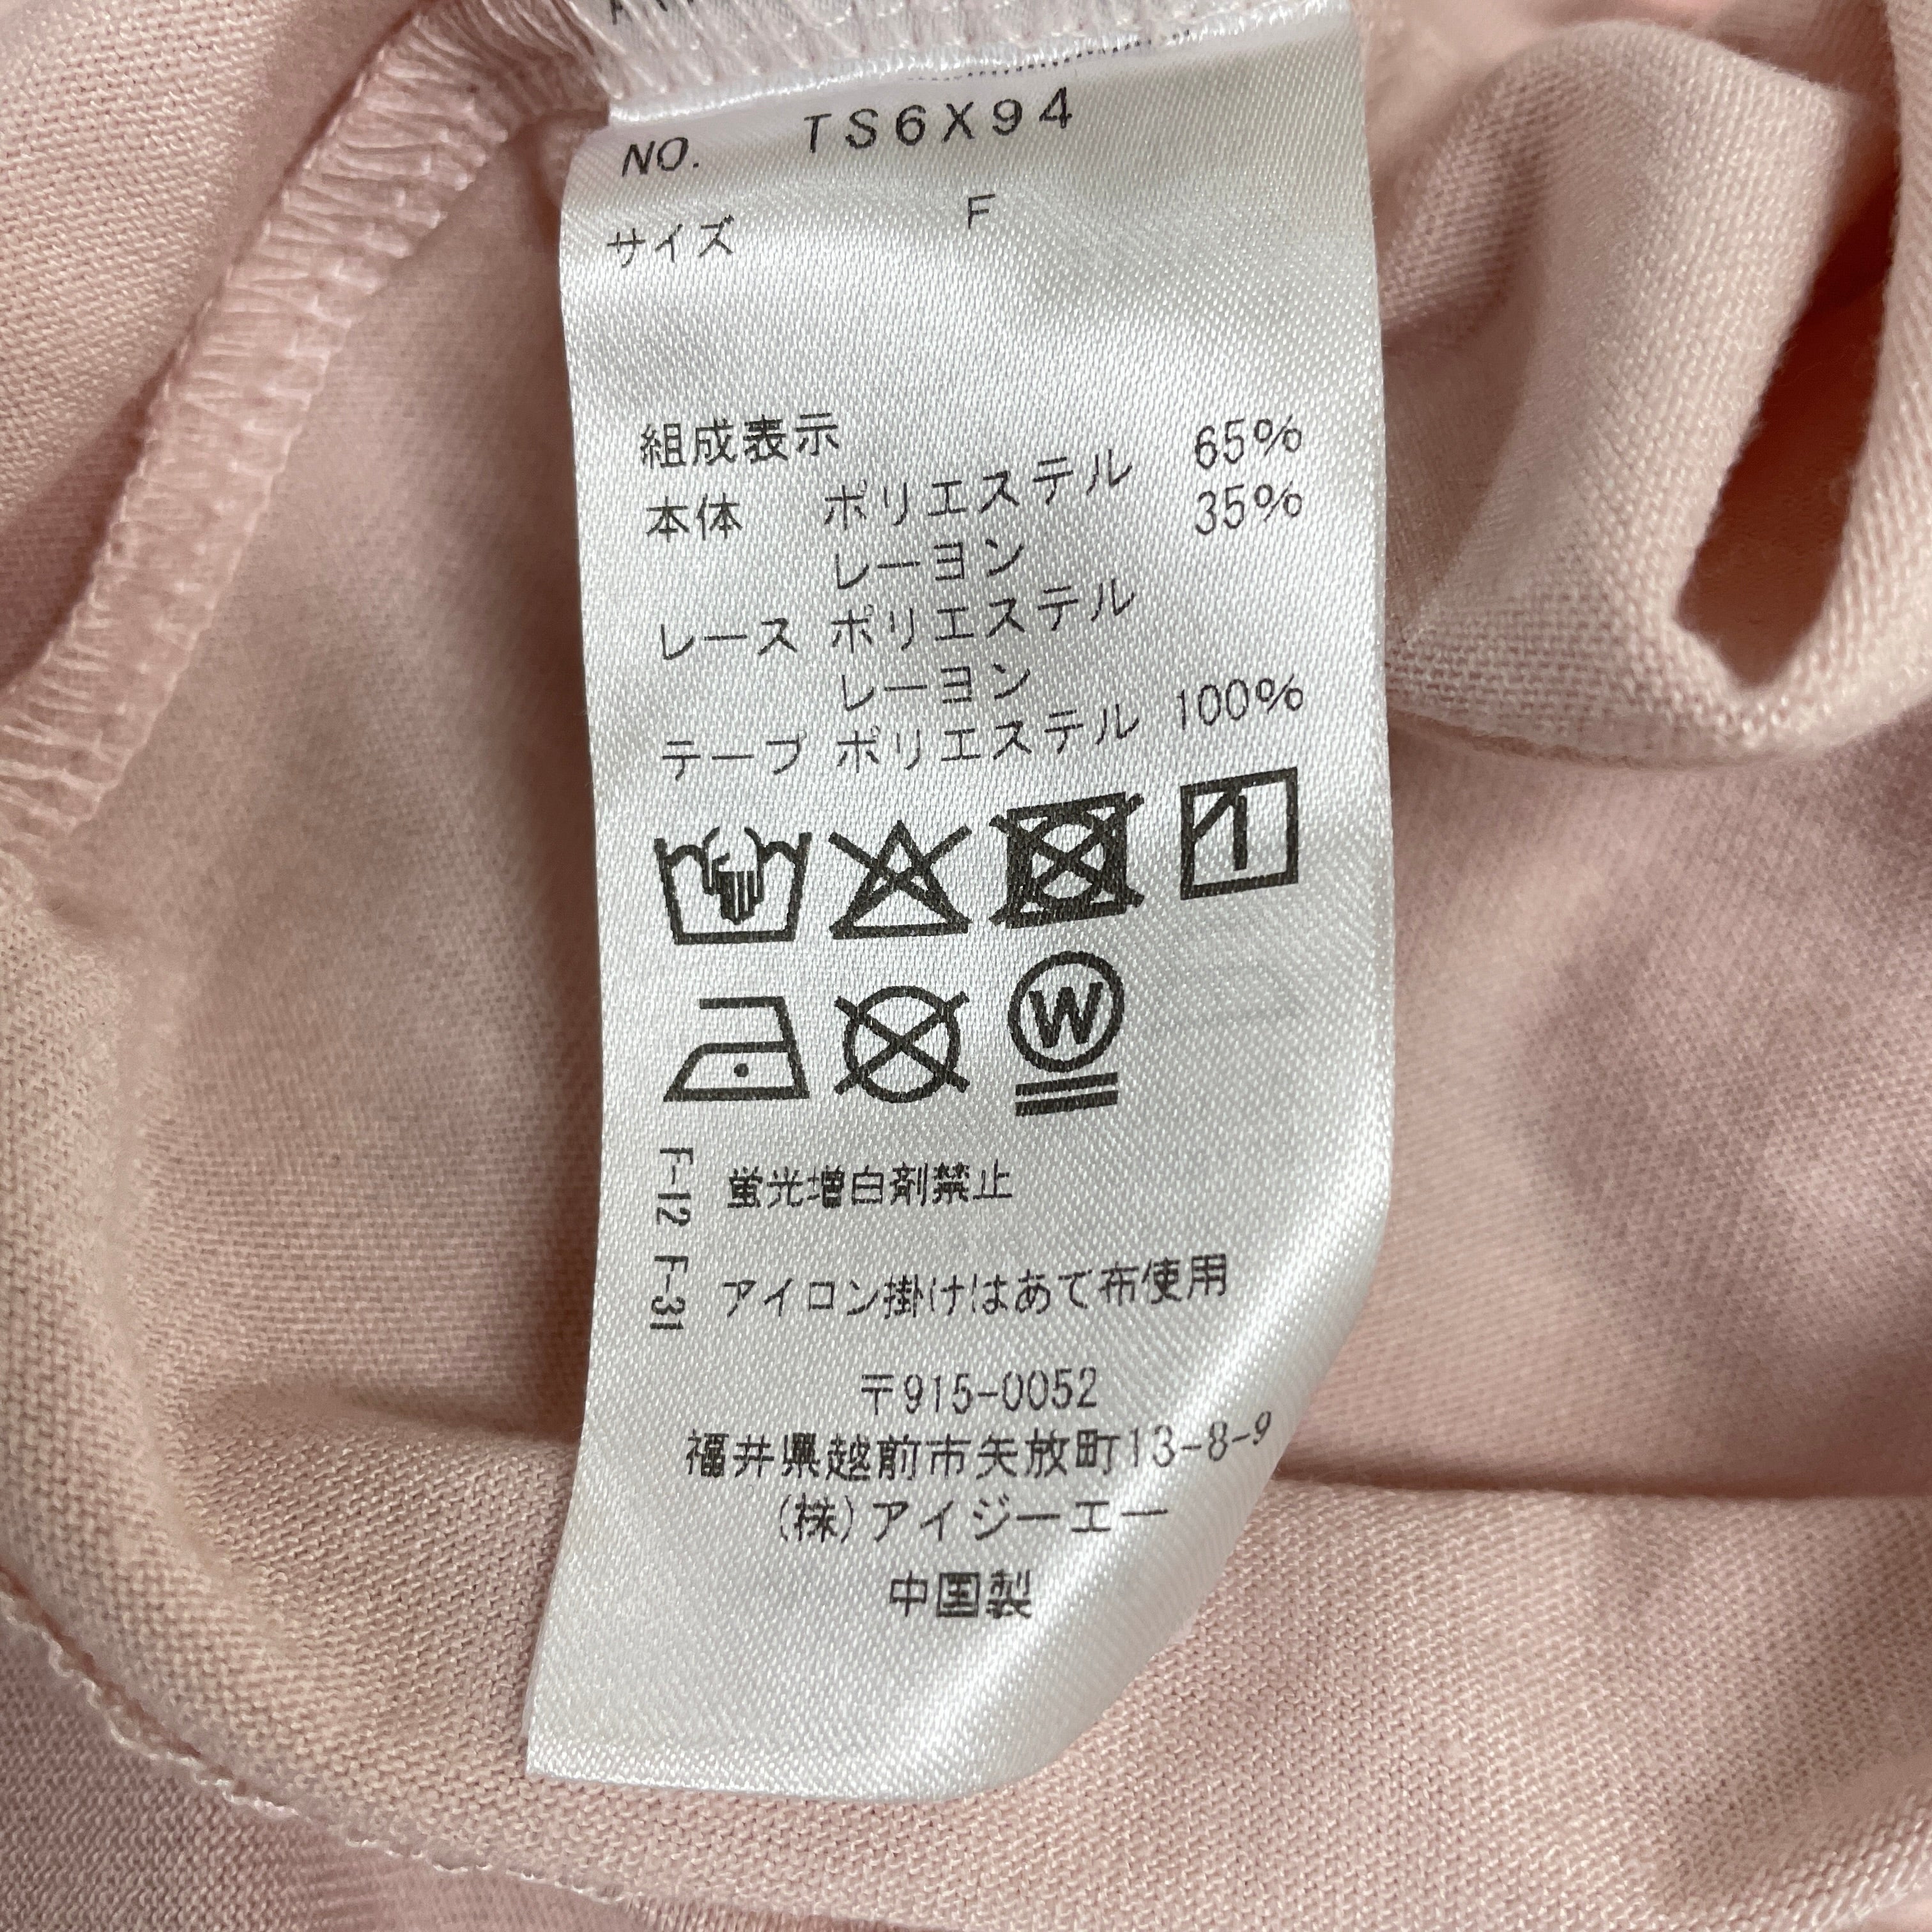 NO. TS6X94
サイズ F
組成表示
本体 ポリエステル 65%
レーヨン 35%
レース ポリエステル
レーヨン
テープ ポリエステル 100%
W
F-12 蛍光増白剤禁止
F-31 アイロン掛けはあて布使用
〒915-0052
福井県越前市矢放町13-8-9
(株)アイジーエー
中国製